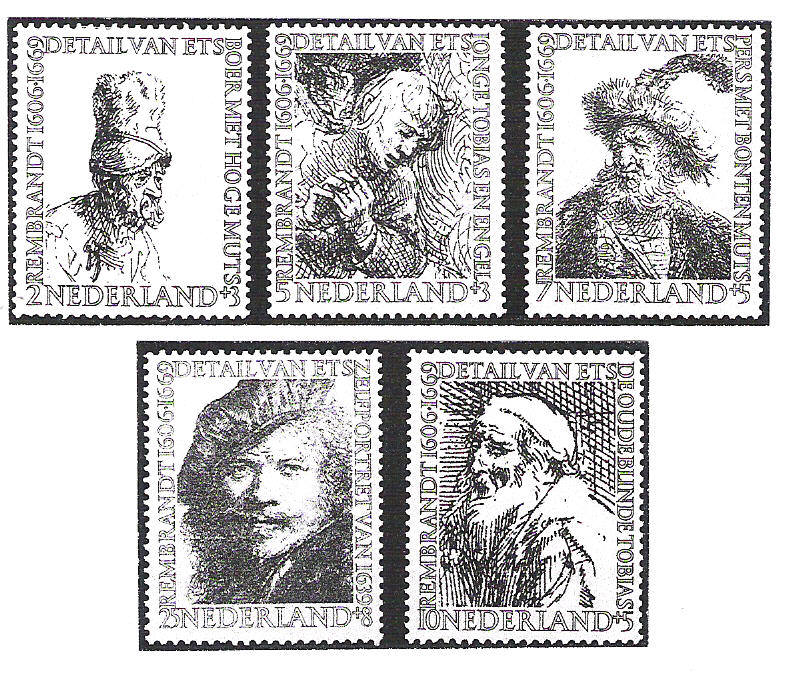 REMBRANDT 1606·1669
DETAIL VAN ETS
BOER MET HOGE MUTS
2 NEDERLAND +3
REMBRANDT 1606·1669
DETAIL VAN ETS
JONGE TOBIAS EN ENGEL
5 NEDERLAND +3
REMBRANDT 1606·1669
DETAIL VAN ETS
PERS MET BONTEN MUTS
7 NEDERLAND +5
REMBRANDT 1606·1669
DETAIL VAN ETS
ZELFPORTRET VAN 1639
25 NEDERLAND +8
REMBRANDT 1606·1669
DETAIL VAN ETS
DE OUDE BLINDE TOBIAS
10 NEDERLAND +5